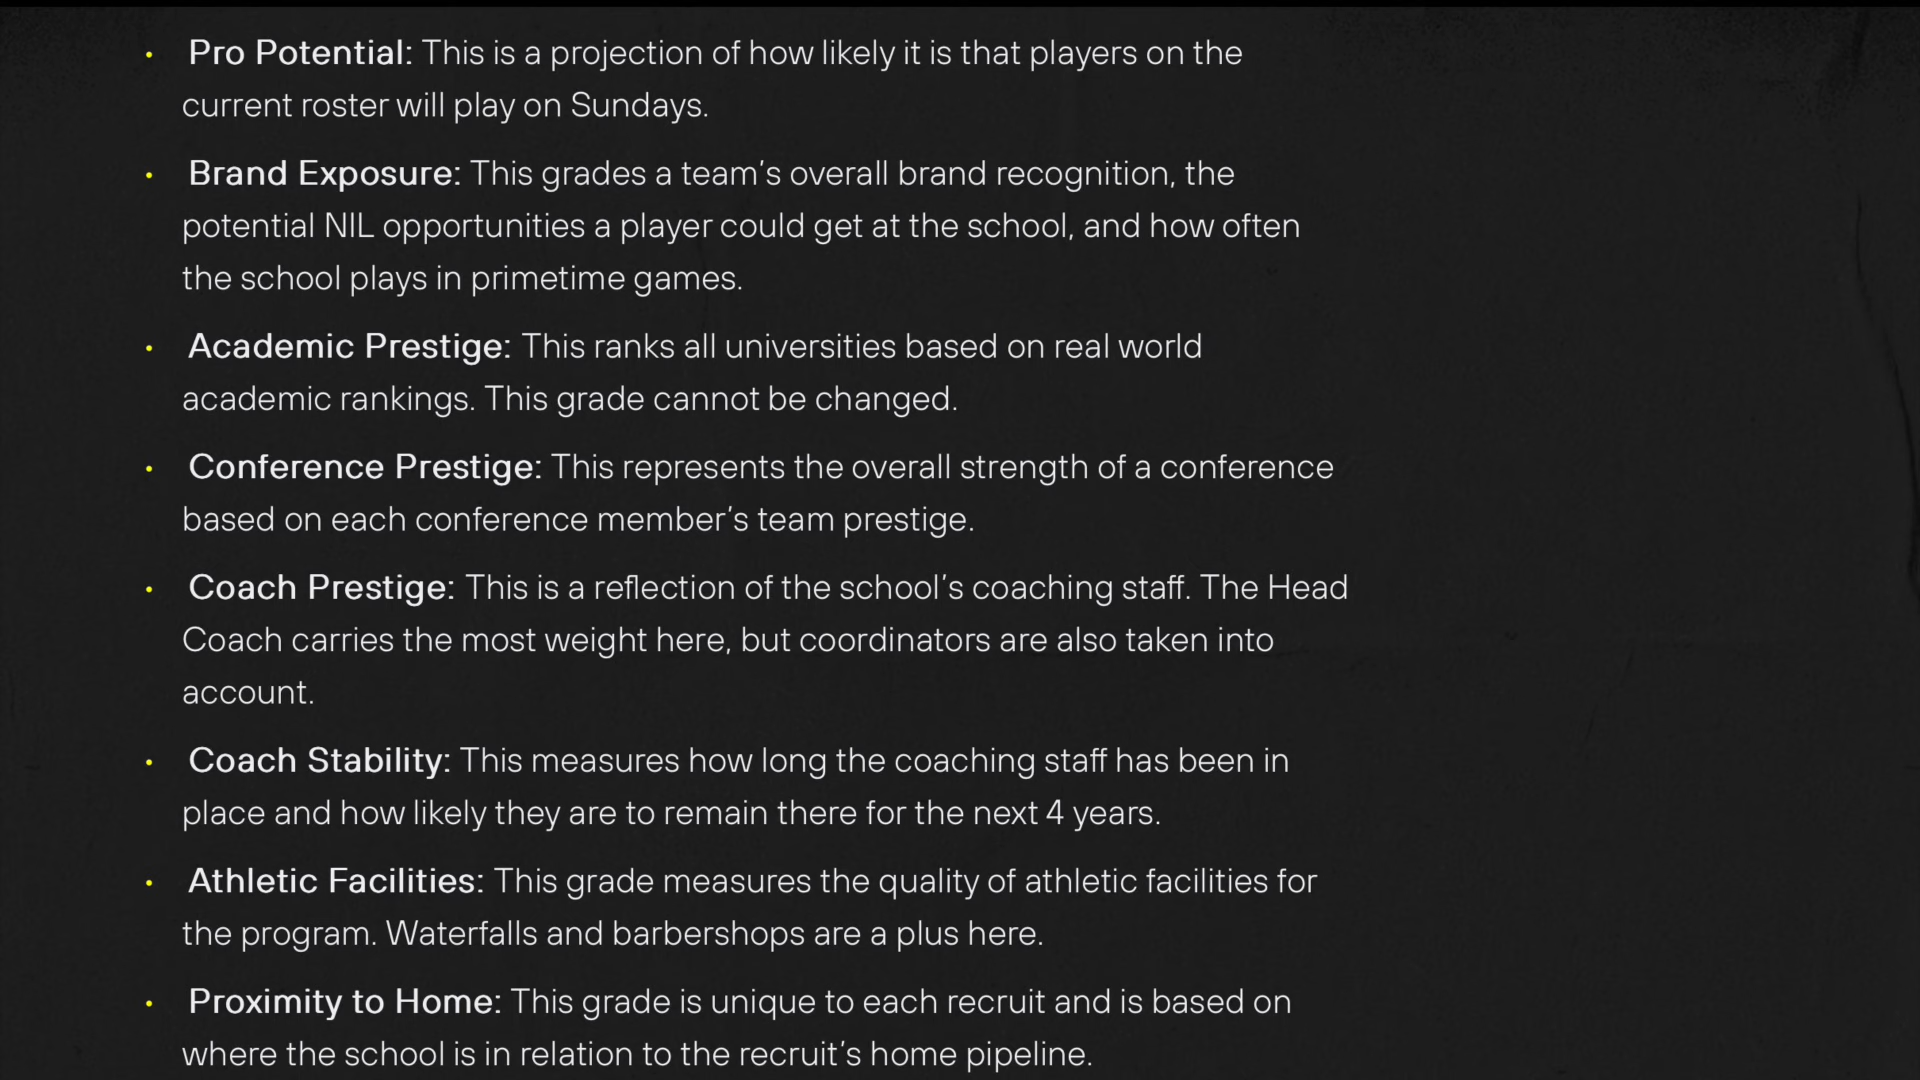 • Pro Potential: This is a projection of how likely it is that players on the
current roster will play on Sundays.
• Brand Exposure: This grades a team’s overall brand recognition, the
potential NIL opportunities a player could get at the school, and how often
the school plays in primetime games.
• Academic Prestige: This ranks all universities based on real world
academic rankings. This grade cannot be changed.
• Conference Prestige: This represents the overall strength of a conference
based on each conference member’s team prestige.
• Coach Prestige: This is a reflection of the school’s coaching staff. The Head
Coach carries the most weight here, but coordinators are also taken into
account.
• Coach Stability: This measures how long the coaching staff has been in
place and how likely they are to remain there for the next 4 years.
• Athletic Facilities: This grade measures the quality of athletic facilities for
the program. Waterfalls and barbershops are a plus here.
• Proximity to Home: This grade is unique to each recruit and is based on
where the school is in relation to the recruit’s home pipeline.